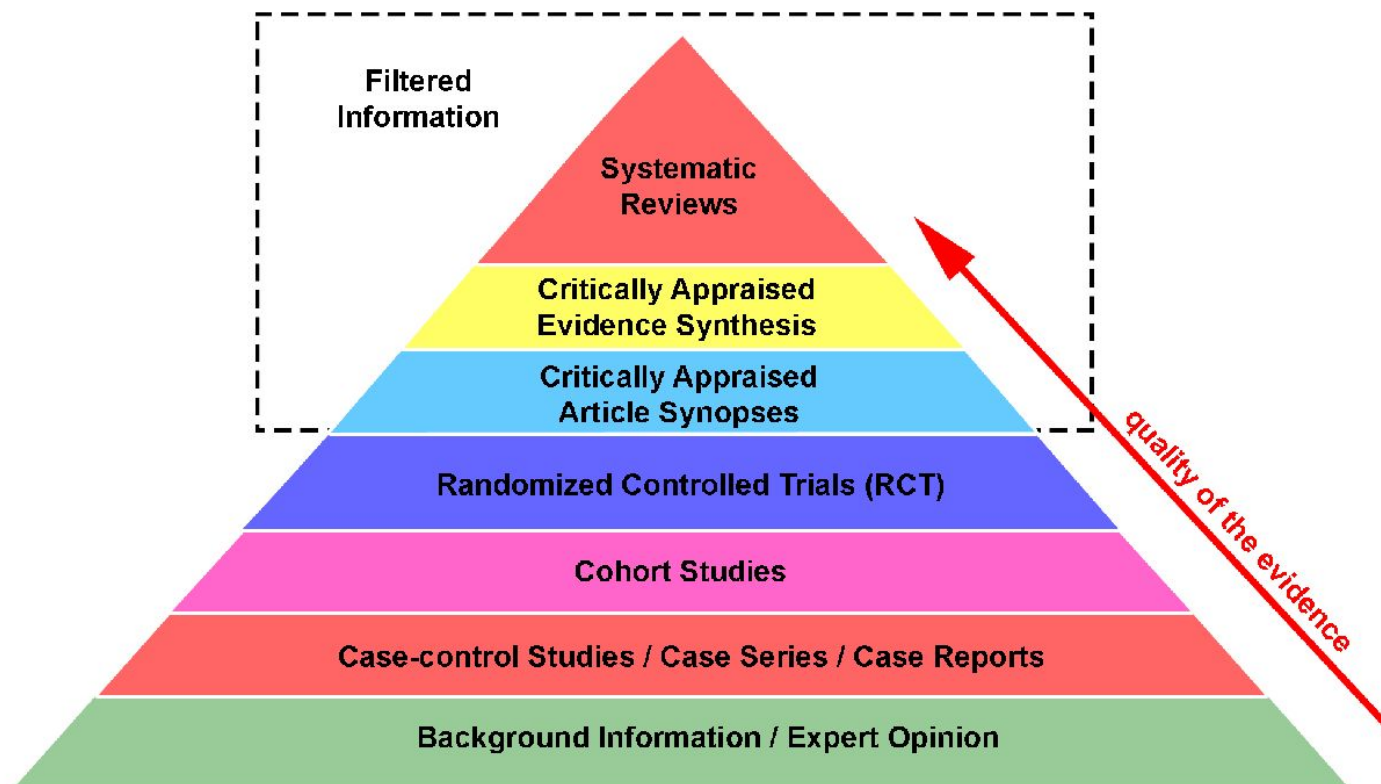 Filtered
Information
Systematic
Reviews
Critically Appraised
Evidence Synthesis
Critically Appraised
Article Synopses
Randomized Controlled Trials (RCT)
Cohort Studies
Case-control Studies / Case Series / Case Reports
Background Information / Expert Opinion
quality of the evidence